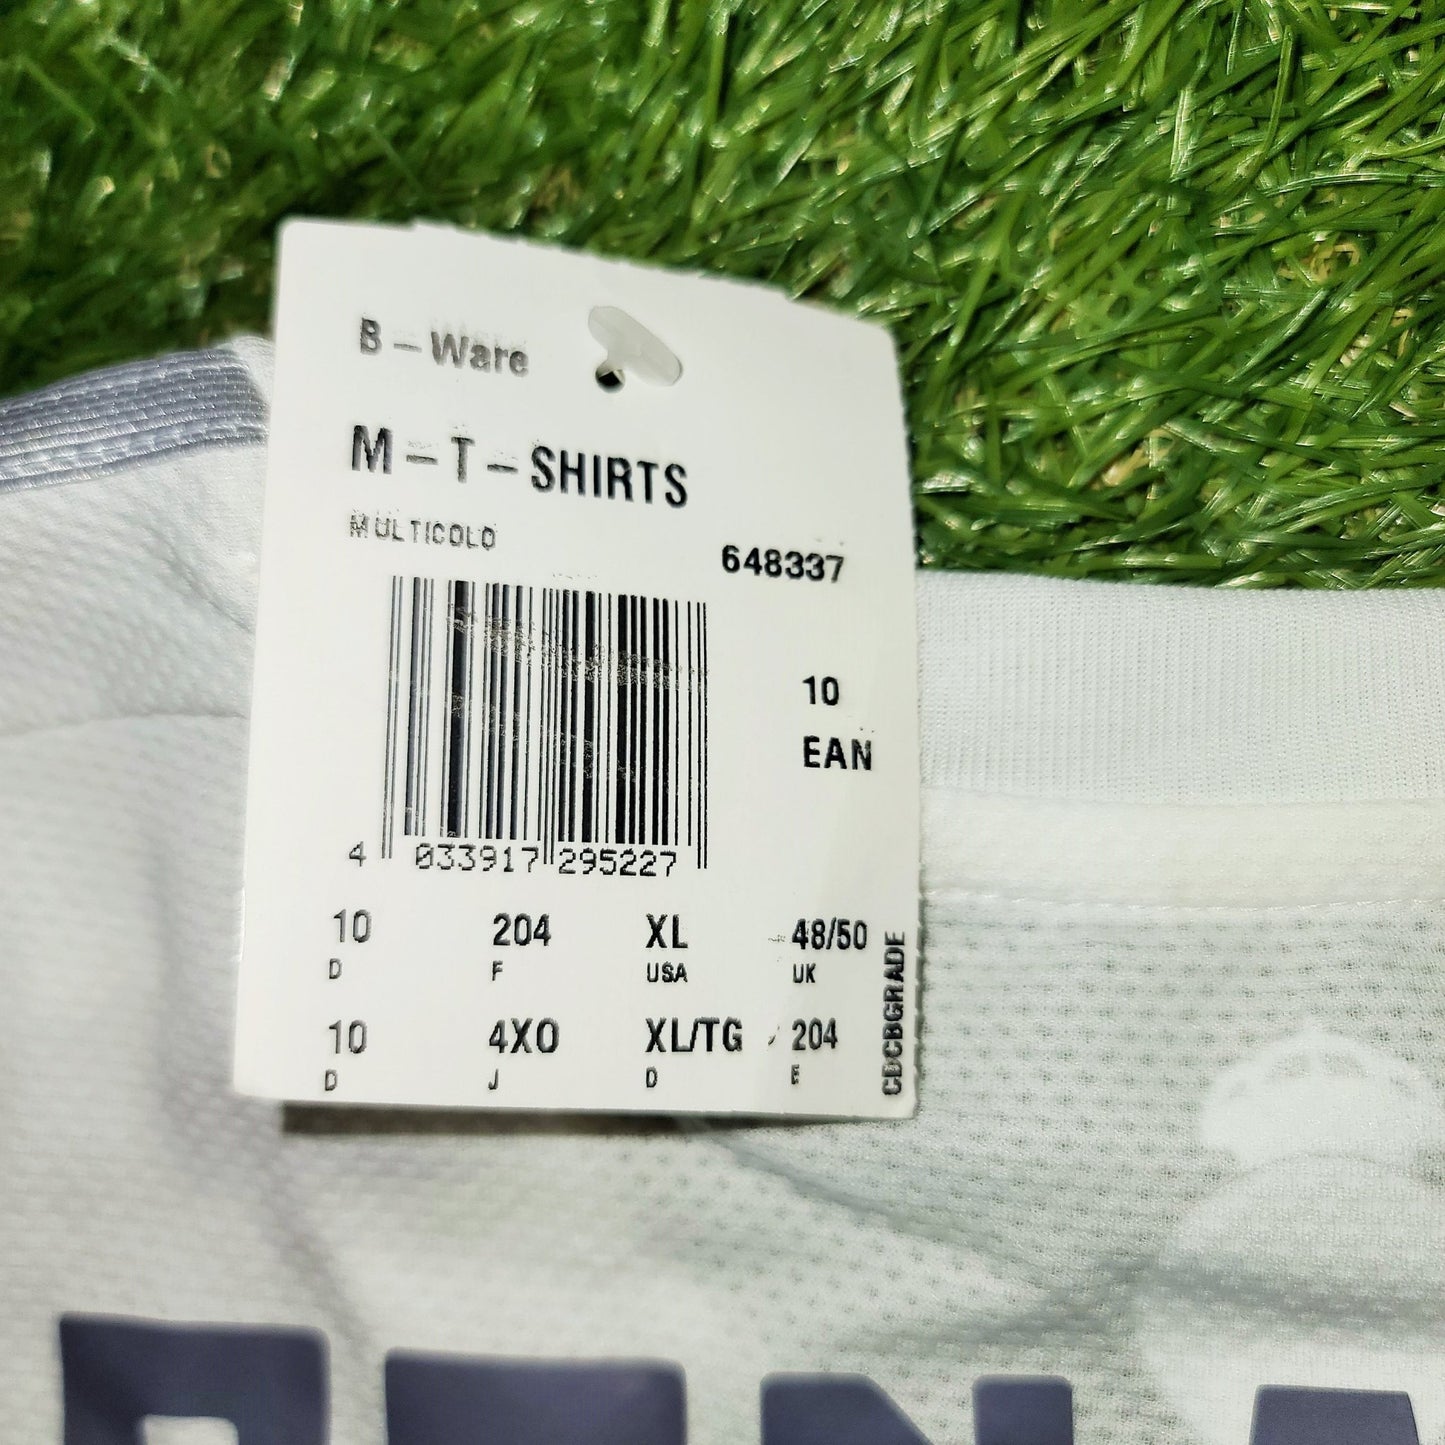 B-Ware
M-T-SHIRTS
MULTICOLO
648337
10
EAN
4 033917 295227
10 204 XL 48/50
D F USA UK
10 4XO XL/TG 204
D J D E
CDCBGRADE